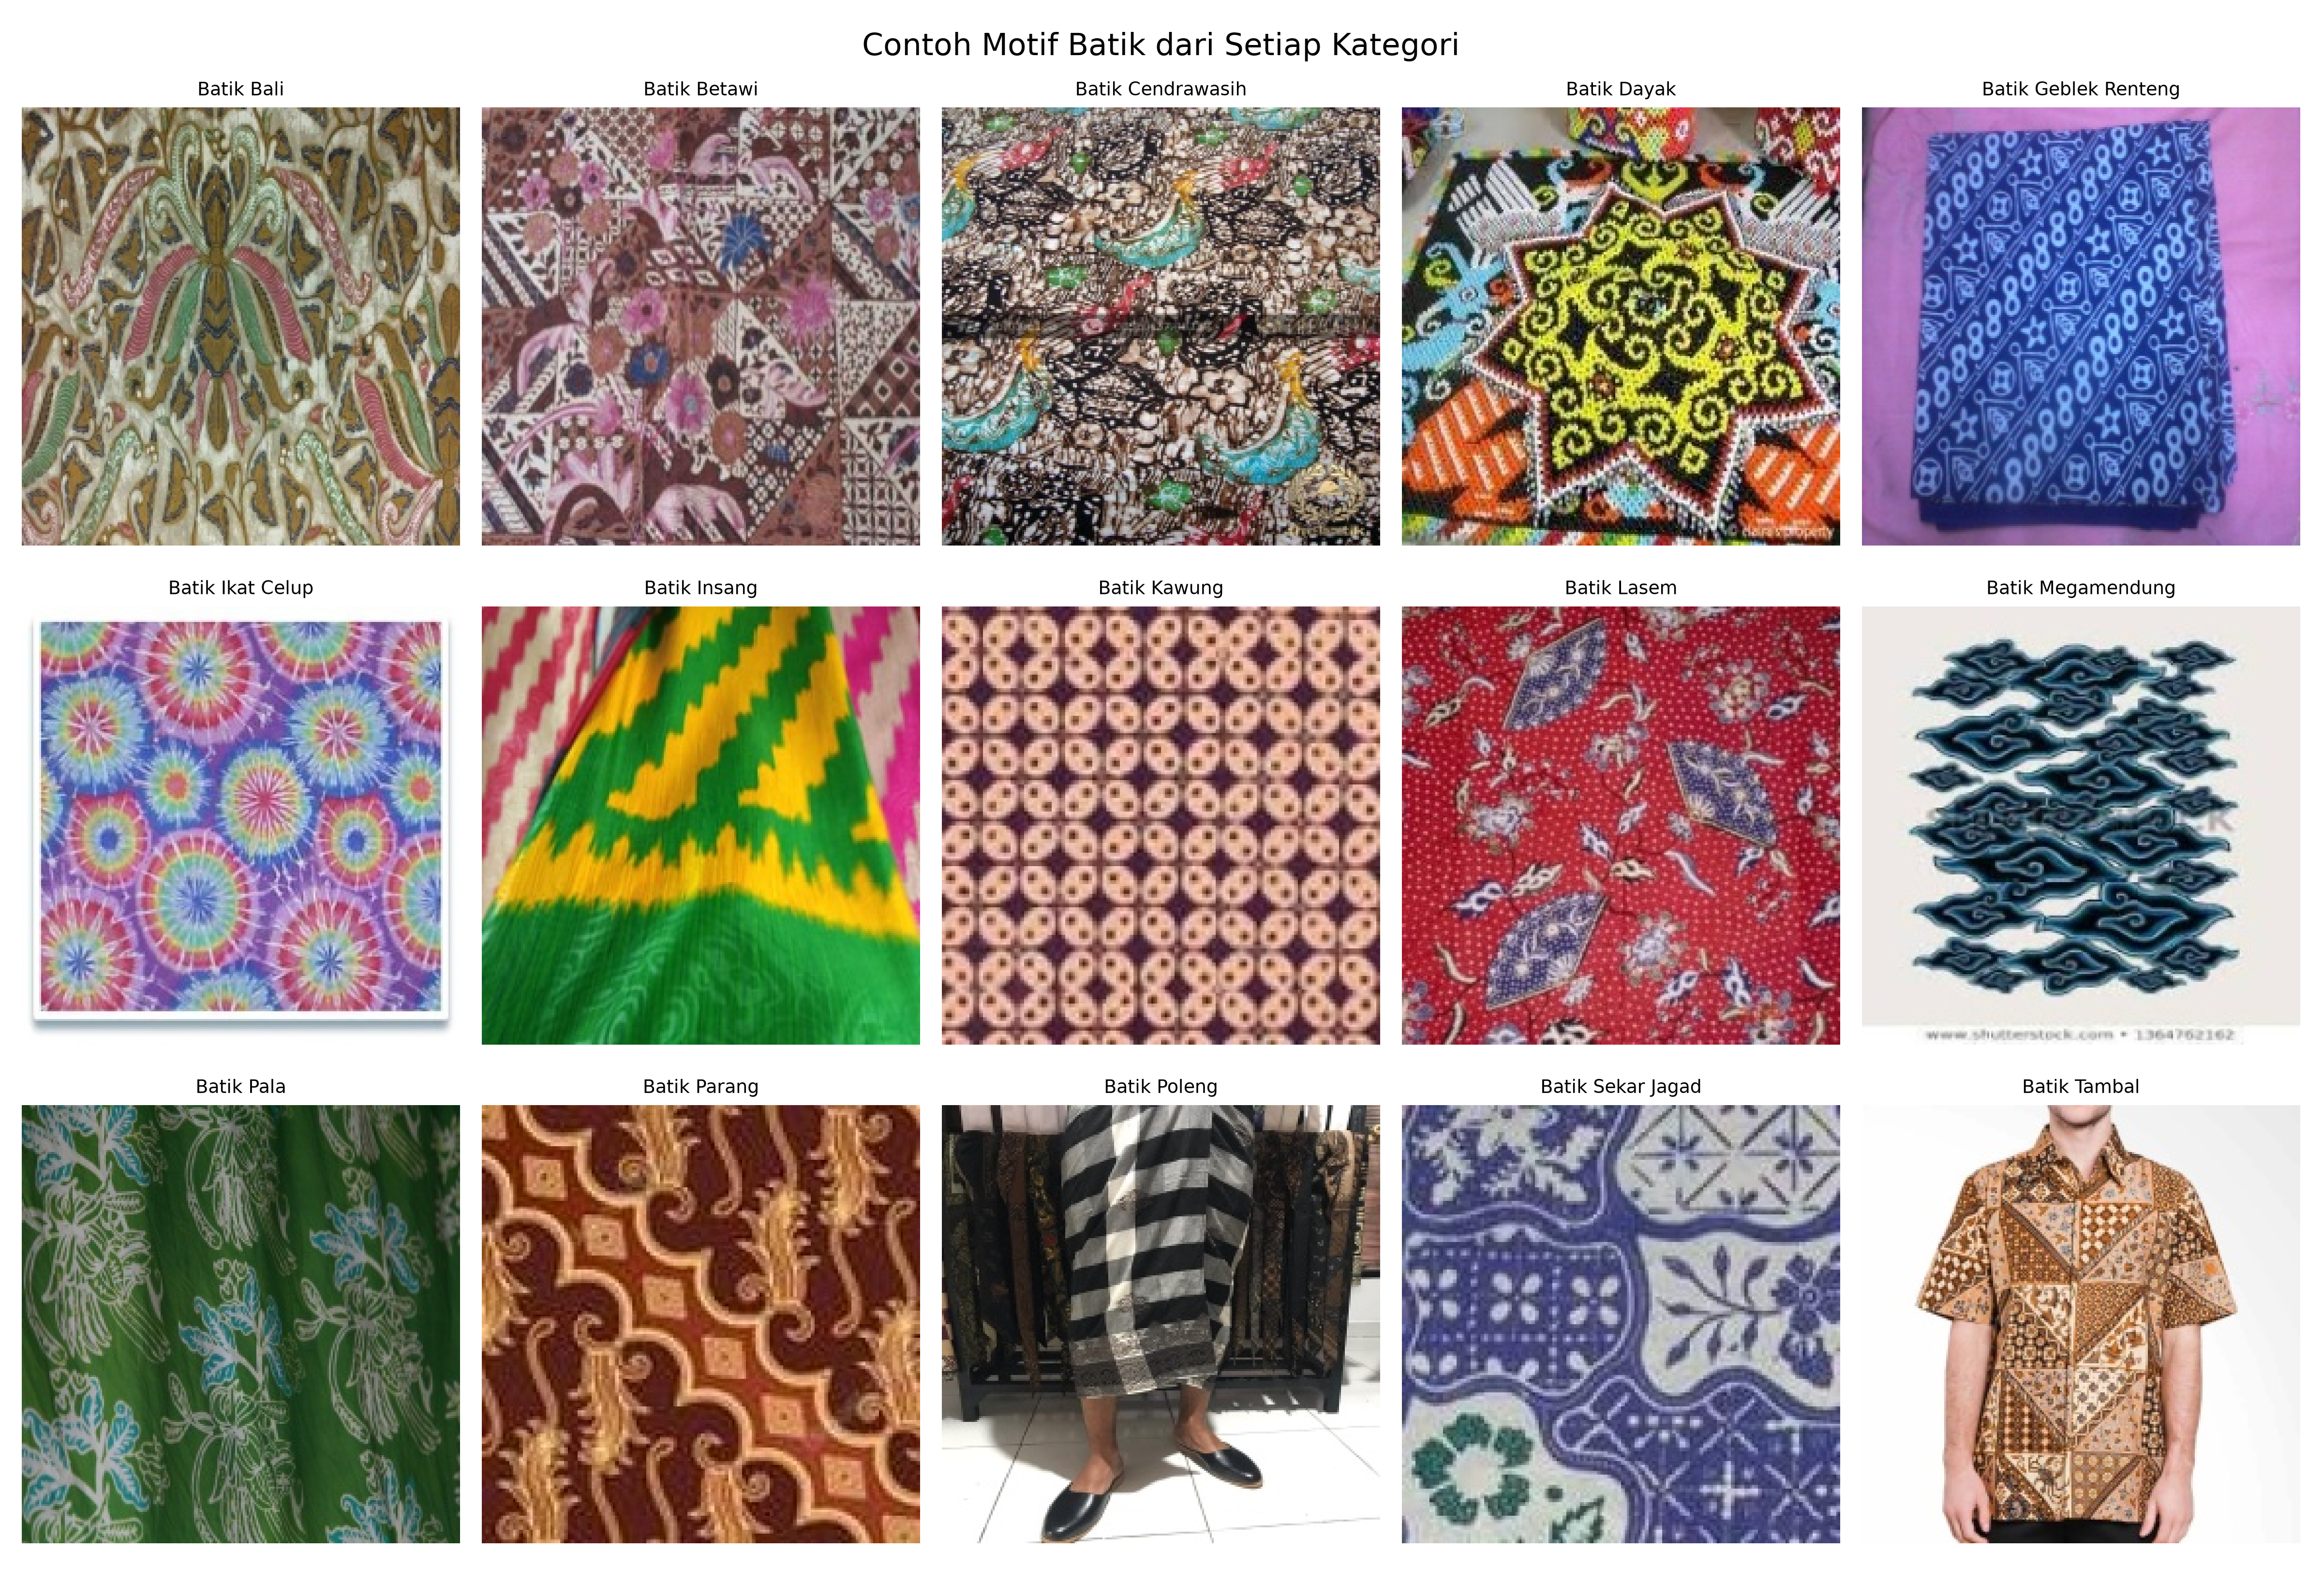 Contoh Motif Batik dari Setiap Kategori
Batik Bali
Batik Betawi
Batik Cendrawasih
Batik Dayak
Batik Geblek Renteng
Batik Ikat Celup
Batik Insang
Batik Kawung
Batik Lasem
Batik Megamendung
www.shutterstock.com • 1364762162
Batik Pala
Batik Parang
Batik Poleng
Batik Sekar Jagad
Batik Tambal